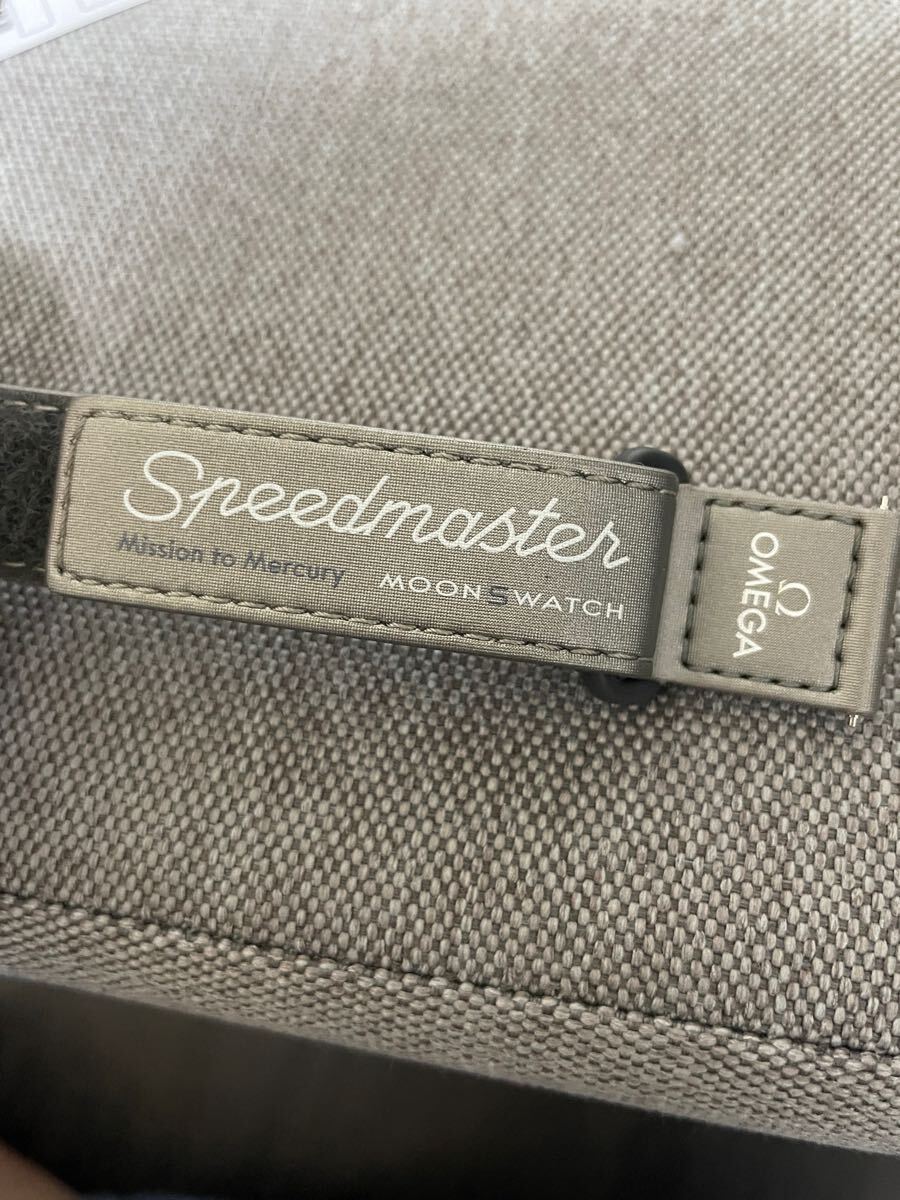 Speedmaster
Mission to Mercury
MOONSWATCH
Ω
OMEGA